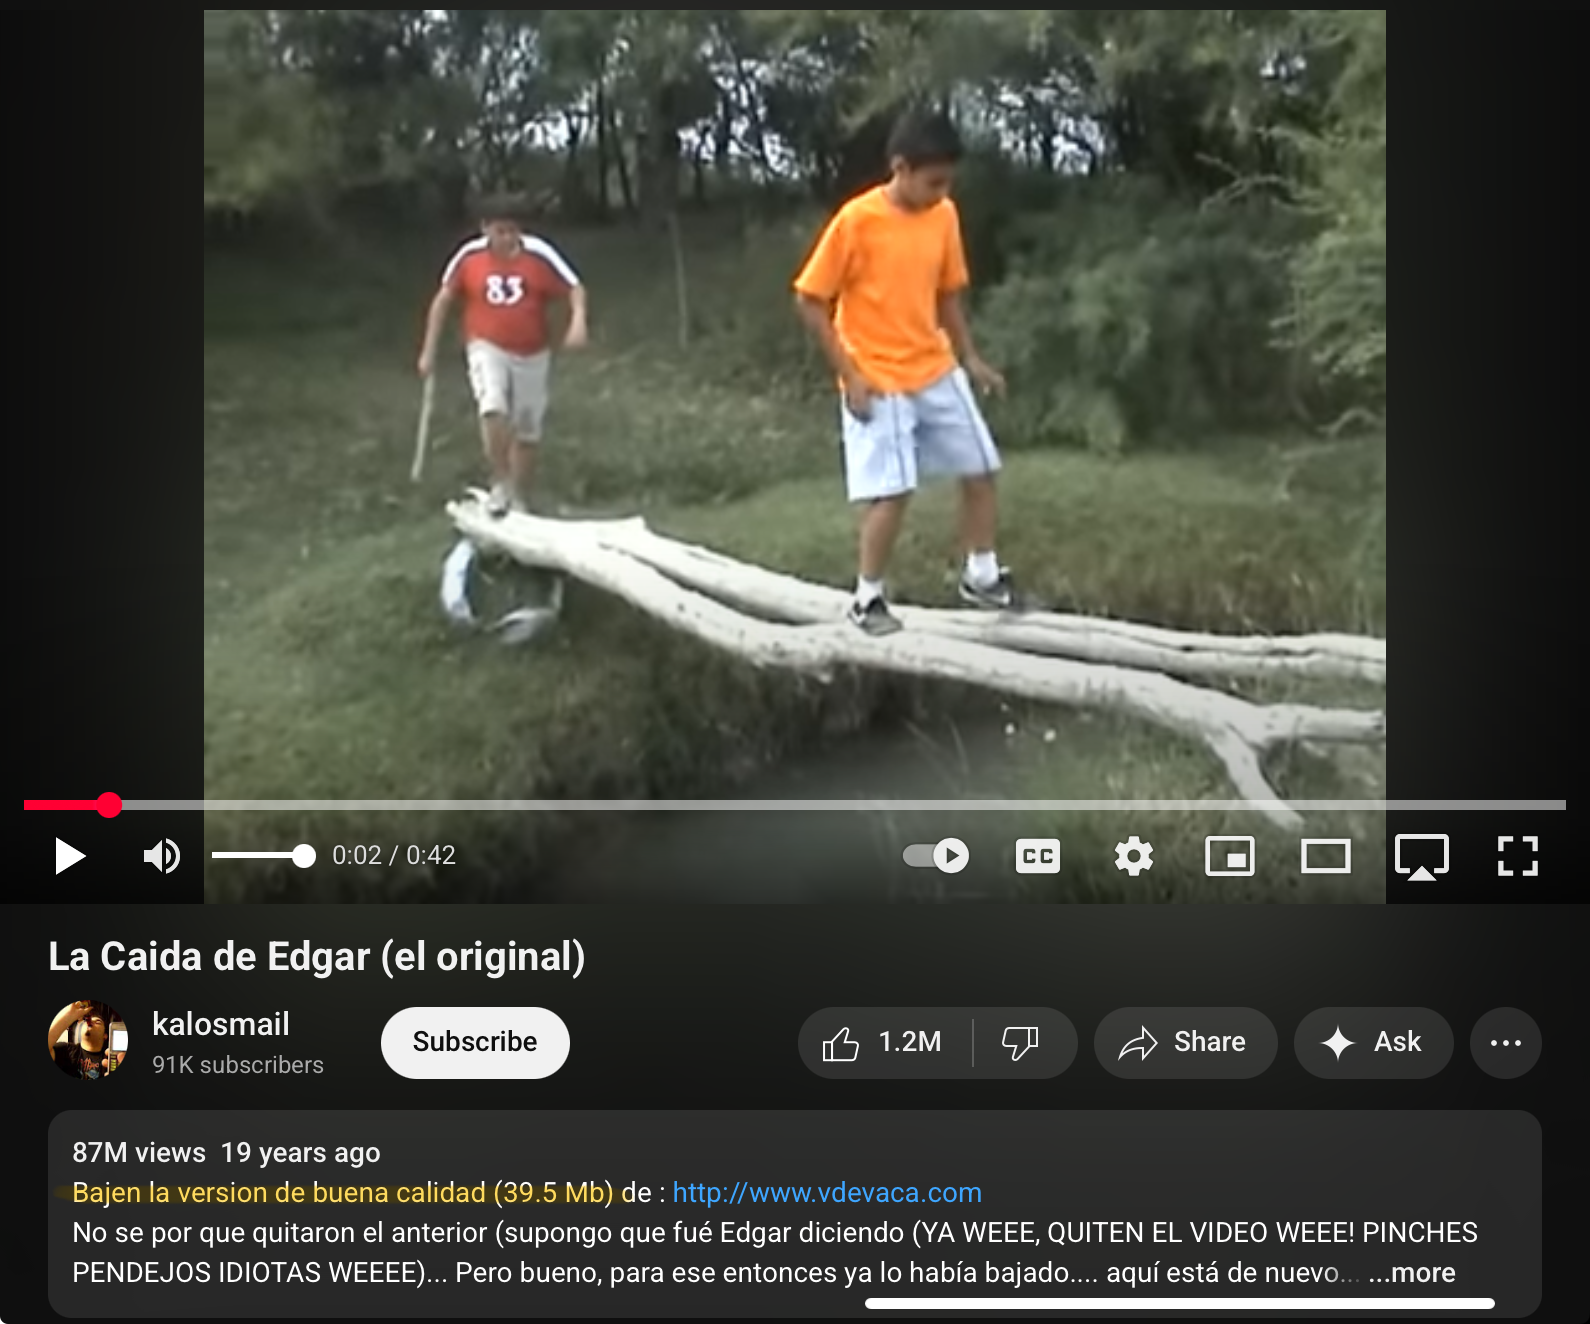 83
0:02 / 0:42
CC
La Caida de Edgar (el original)
kalosmail
91K subscribers
Subscribe
1.2M
Share
Ask
87M views 19 years ago
Bajen la version de buena calidad (39.5 Mb) de : http://www.vdevaca.com
No se por que quitaron el anterior (supongo que fué Edgar diciendo (YA WEEE, QUITEN EL VIDEO WEEE! PINCHES
PENDEJOS IDIOTAS WEEEE)... Pero bueno, para ese entonces ya lo había bajado.... aquí está de nuevo... ...more